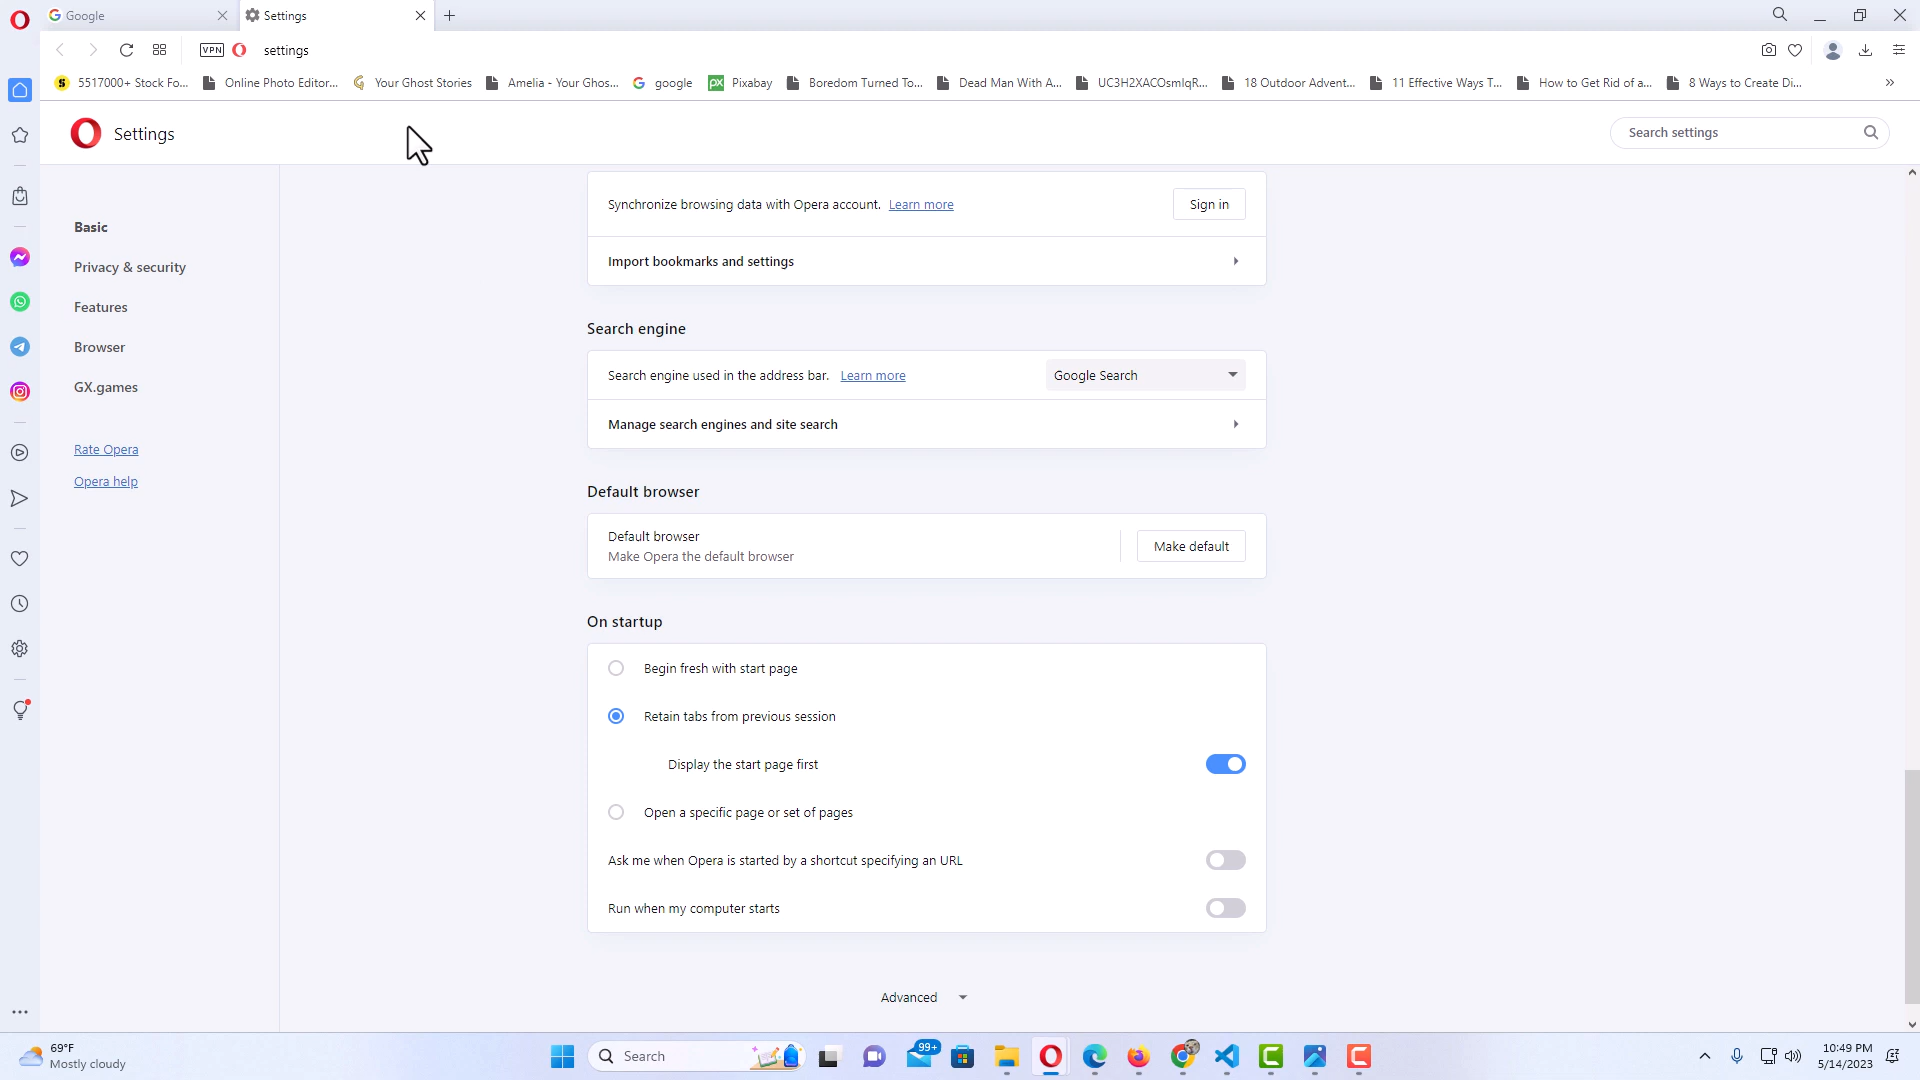 Google
Settings
VPN
settings
5517000+ Stock Fo...
Online Photo Editor...
Your Ghost Stories
Amelia - Your Ghos...
google
px
Pixabay
Boredom Turned To...
Dead Man With A...
UC3H2XACOsmlqR...
18 Outdoor Advent...
11 Effective Ways T...
How to Get Rid of a...
8 Ways to Create Di...
Settings
Search settings
Basic
Privacy & security
Features
Browser
GX.games
Rate Opera
Opera help
Synchronize browsing data with Opera account. Learn more
Sign in
Import bookmarks and settings
Search engine
Search engine used in the address bar. Learn more
Google Search
Manage search engines and site search
Default browser
Default browser
Make Opera the default browser
Make default
On startup
Begin fresh with start page
Retain tabs from previous session
Display the start page first
Open a specific page or set of pages
Ask me when Opera is started by a shortcut specifying an URL
Run when my computer starts
Advanced
69°F
Mostly cloudy
Search
99+
10:49 PM
5/14/2023